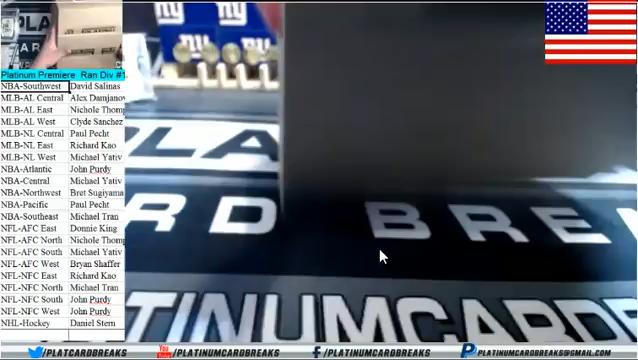 Platinum Premiere Ran Div #1
NBA-Southwest David Salinas
MLB-AL Central Alex Damjanov
MLB-AL East Nichole Thom
MLB-AL West Clyde Sanchez
MLB-NL Central Paul Pecht
MLB-NL East Richard Kao
MLB-NL West Michael Yativ
NBA-Atlantic John Purdy
NBA-Central Michael Yativ
NBA-Northwest Bret Sugiyama
NBA-Pacific Paul Pecht
NBA-Southeast Michael Tran
NFL-AFC East Donnie King
NFL-AFC North Nichole Thom
NFL-AFC South Michael Yativ
NFL-AFC West Bryan Shaffer
NFL-NFC East Richard Kao
NFL-NFC North Michael Tran
NFL-NFC South John Purdy
NFL-NFC West John Purdy
NHL-Hockey Daniel Stern
ny
PLA
RD BRE
TINUMCARDB
/PLATCARDBREAKS You Tube /PLATINUMCARDBREAKS f /PLATINUMCARDBREAKS P PLATINUMCARDBREAKS@GMAIL.COM